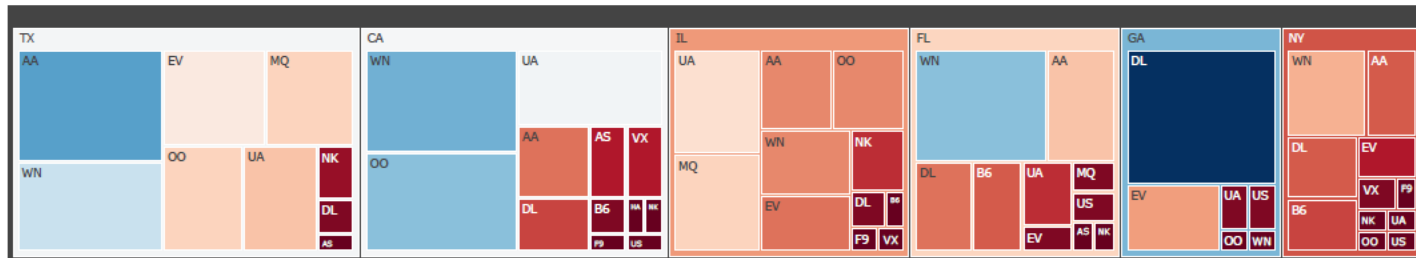 TX
AA
EV
MQ
WN
OO
UA
NK
DL
AS
CA
WN
UA
OO
AA
AS
VX
DL
B6
HA
NK
F9
US
IL
UA
AA
OO
MQ
WN
NK
EV
DL
B6
F9
VX
FL
WN
AA
DL
B6
UA
MQ
US
EV
AS
NK
GA
DL
EV
UA
US
OO
WN
NY
WN
AA
DL
EV
B6
VX
F9
NK
UA
OO
US